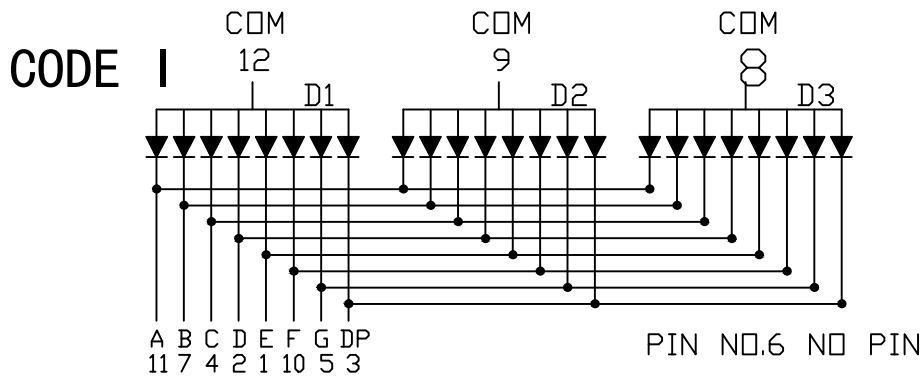 COM COM COM
CODE I 12 9 8
D1 D2 D3
A B C D E F G DP
11 7 4 2 1 10 5 3
PIN NO.6 NO PIN